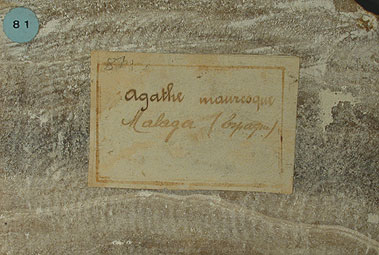 81
agathe mauresque
Malaga (Espagne)